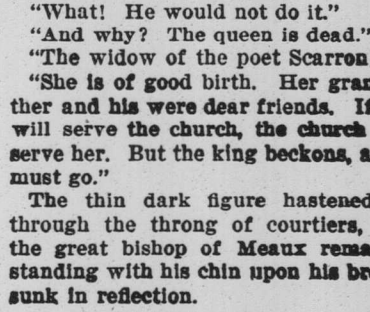 "What! He would not do it."
"And why? The queen is dead."
"The widow of the poet Scarron
"She is of good birth. Her gran
ther and his were dear friends. If
will serve the church, the church
serve her. But the king beckons, a
must go."
The thin dark figure hastened
through the throng of courtiers,
the great bishop of Meaux rema
standing with his chin upon his bre
sunk in reflection.